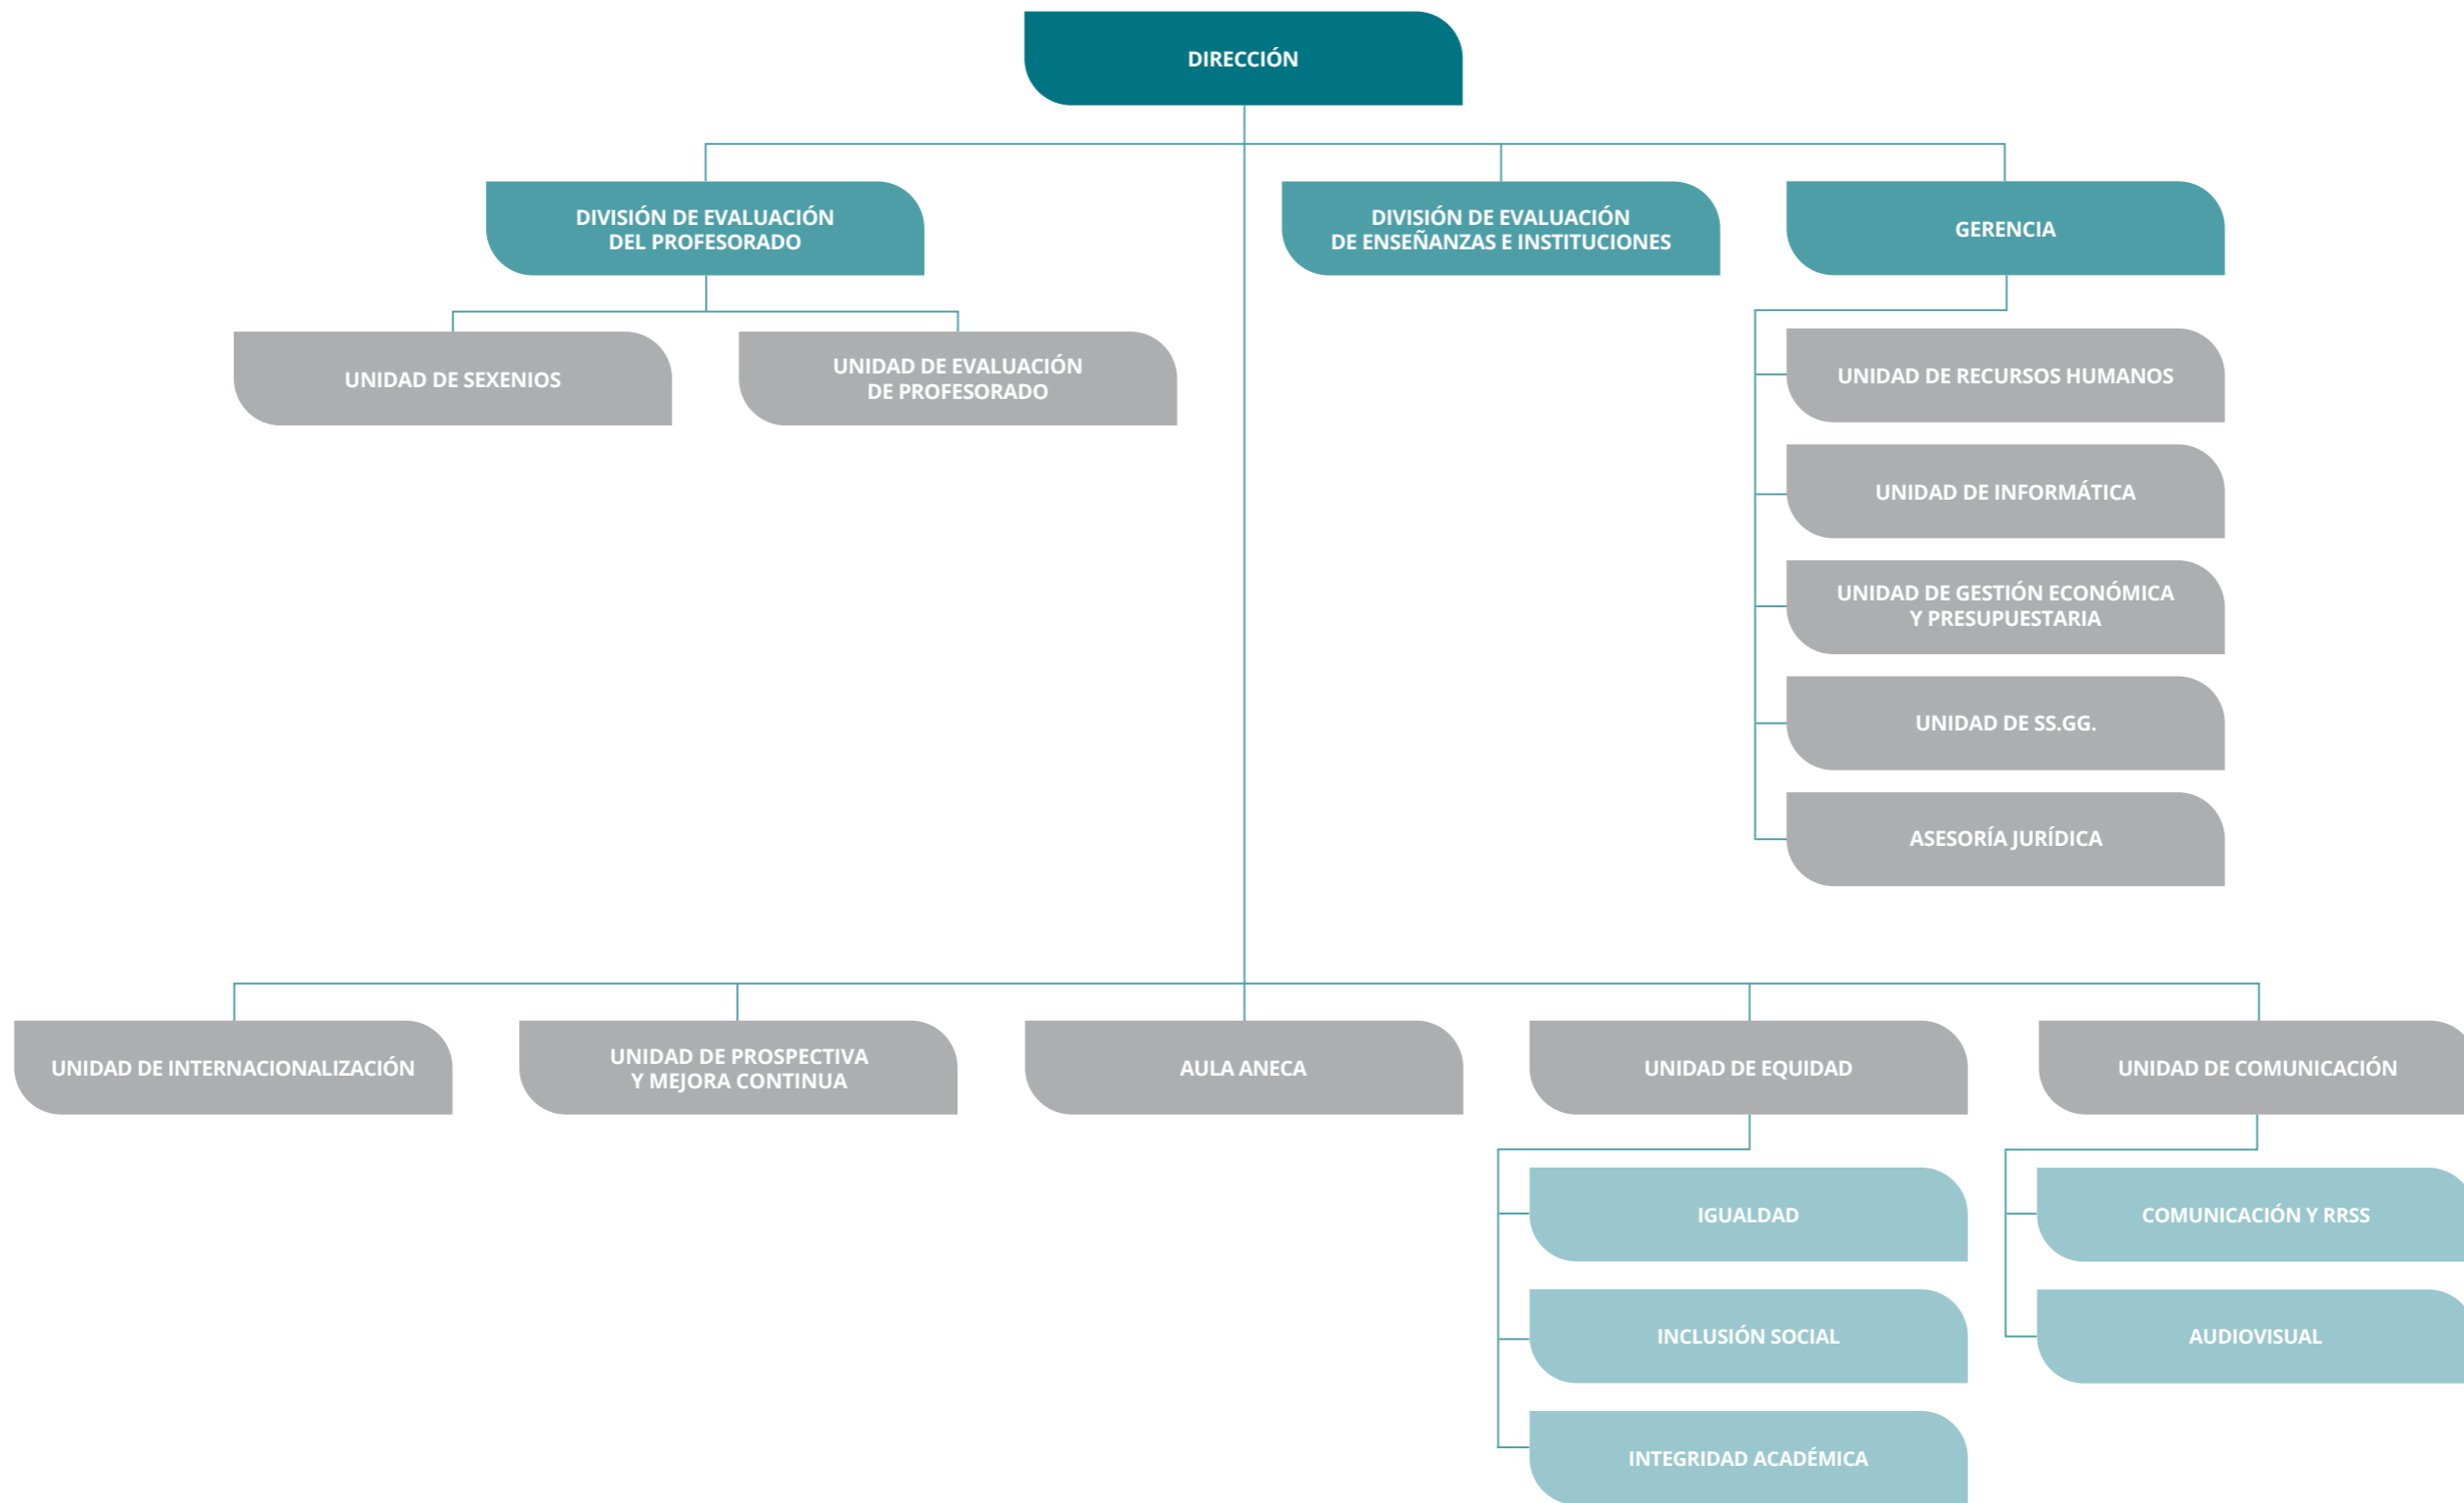 DIRECCIÓN
DIVISIÓN DE EVALUACIÓN
DEL PROFESORADO
DIVISIÓN DE EVALUACIÓN
DE ENSEÑANZAS E INSTITUCIONES
GERENCIA
UNIDAD DE SEXENIOS
UNIDAD DE EVALUACIÓN
DE PROFESORADO
UNIDAD DE RECURSOS HUMANOS
UNIDAD DE INFORMÁTICA
UNIDAD DE GESTIÓN ECONÓMICA
Y PRESUPUESTARIA
UNIDAD DE SS.GG.
ASESORÍA JURÍDICA
UNIDAD DE INTERNACIONALIZACIÓN
UNIDAD DE PROSPECTIVA
Y MEJORA CONTINUA
AULA ANECA
UNIDAD DE EQUIDAD
UNIDAD DE COMUNICACIÓN
IGUALDAD
INCLUSIÓN SOCIAL
INTEGRIDAD ACADÉMICA
COMUNICACIÓN Y RRSS
AUDIOVISUAL